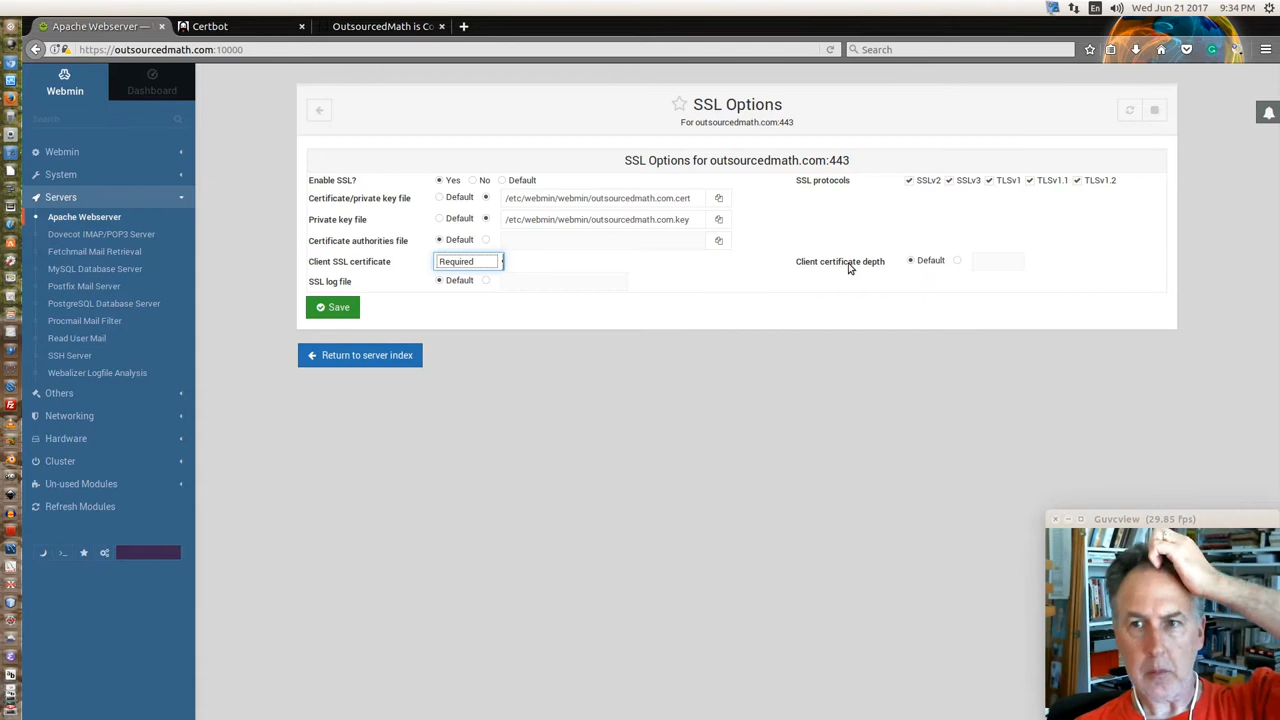 En
Wed Jun 21 2017
9:34 PM
Apache Webserver —
Certbot
OutsourcedMath is Co
https://outsourcedmath.com:10000
Search
Webmin
Dashboard
Search
Webmin
System
Servers
Apache Webserver
Dovecot IMAP/POP3 Server
Fetchmail Mail Retrieval
MySQL Database Server
Postfix Mail Server
PostgreSQL Database Server
Procmail Mail Filter
Read User Mail
SSH Server
Webalizer Logfile Analysis
Others
Networking
Hardware
Cluster
Un-used Modules
Refresh Modules
SSL Options
For outsourcedmath.com:443
SSL Options for outsourcedmath.com:443
Enable SSL? Yes No Default SSL protocols SSLv2 SSLv3 TLSv1 TLSv1.1 TLSv1.2
Certificate/private key file Default /etc/webmin/webmin/outsourcedmath.com.cert
Private key file Default /etc/webmin/webmin/outsourcedmath.com.key
Certificate authorities file Default
Client SSL certificate Required Client certificate depth Default
SSL log file Default
Save
Return to server index
Guvcview (29.85 fps)